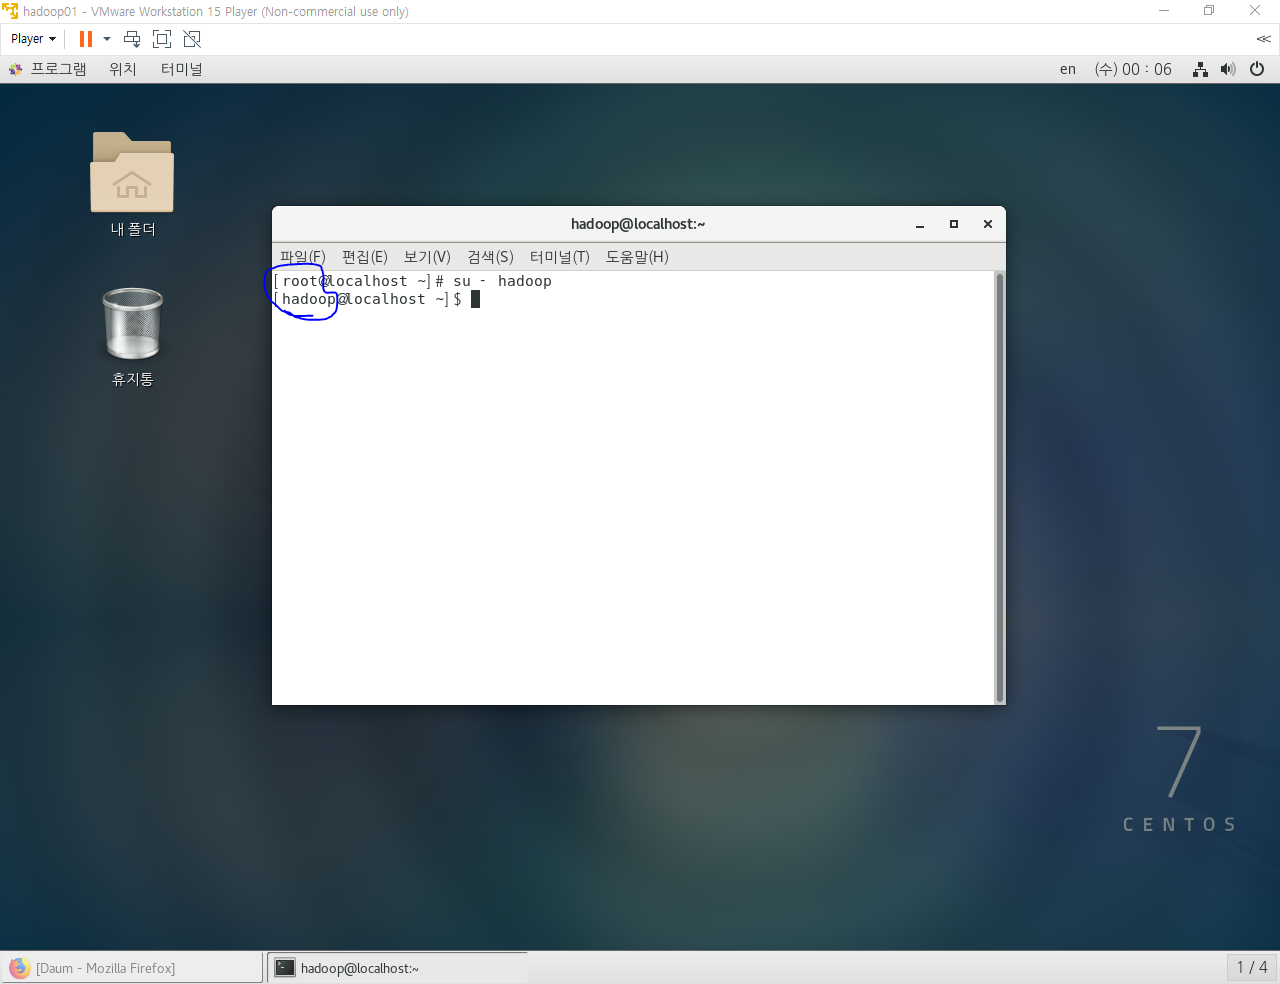 hadoop01 - VMware Workstation 15 Player (Non-commercial use only)
Player
프로그램 위치 터미널 en (수) 00 : 06
내 폴더
휴지통
hadoop@localhost:~
파일(F) 편집(E) 보기(V) 검색(S) 터미널(T) 도움말(H)
[root@localhost ~]# su - hadoop
[hadoop@localhost ~]$
7
CENTOS
[Daum - Mozilla Firefox] hadoop@localhost:~ 1 / 4